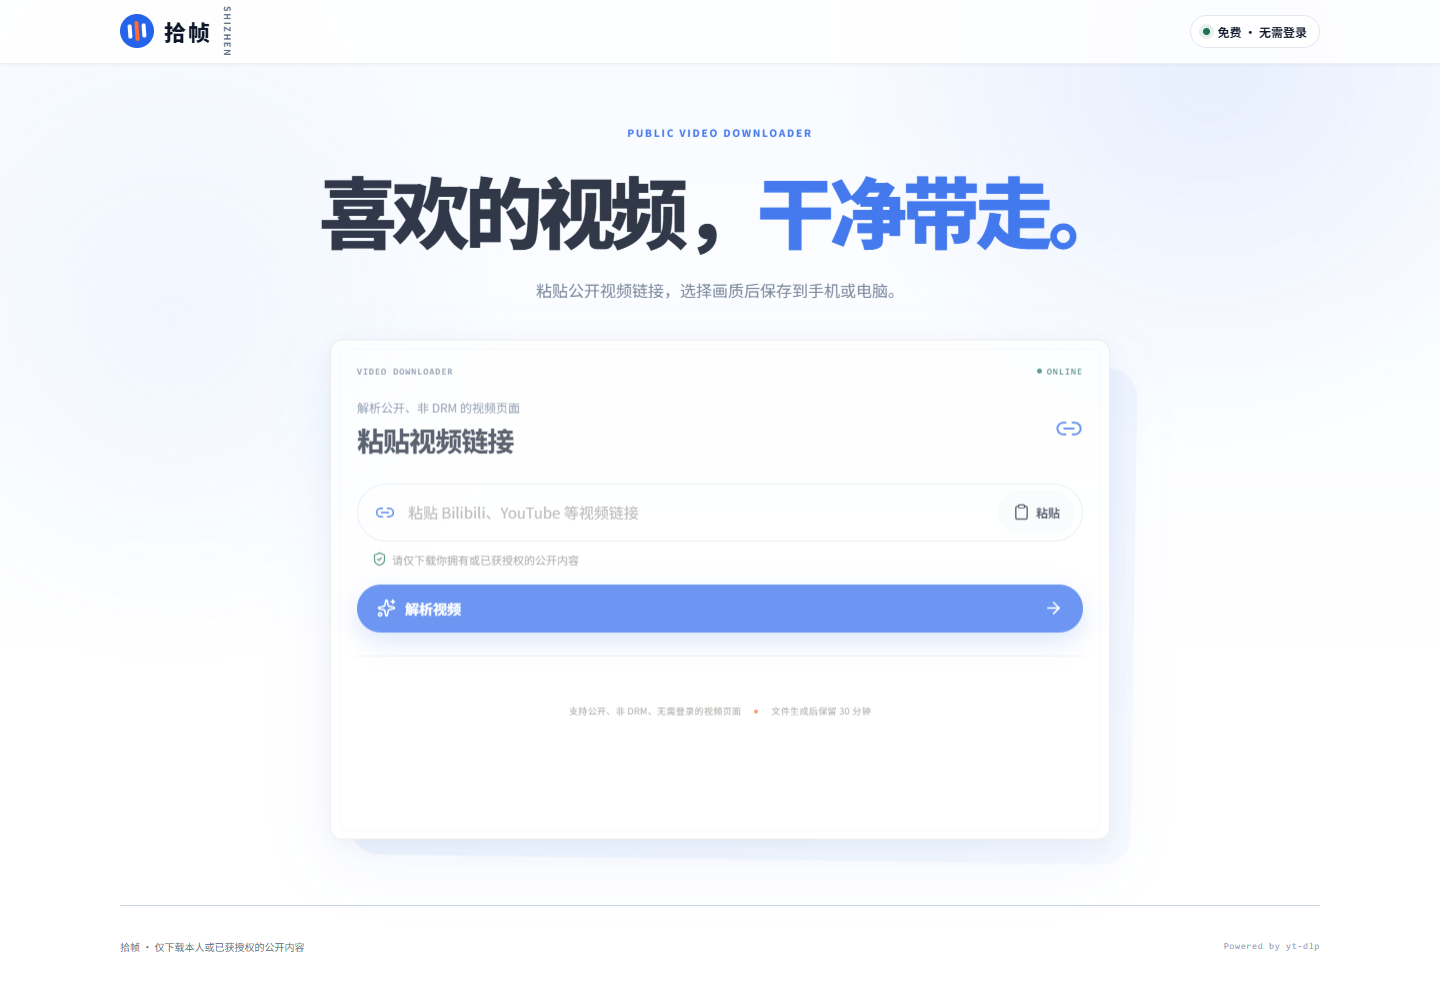 拾帧
SHIZHEN
免费 · 无需登录
PUBLIC VIDEO DOWNLOADER
喜欢的视频，干净带走。
粘贴公开视频链接，选择画质后保存到手机或电脑。
VIDEO DOWNLOADER
ONLINE
解析公开、非 DRM 的视频页面
粘贴视频链接
粘贴 Bilibili、YouTube 等视频链接
粘贴
请仅下载你拥有或已获授权的公开内容
解析视频
支持公开、非 DRM、无需登录的视频页面
文件生成后保留 30 分钟
拾帧 · 仅下载本人或已获授权的公开内容
Powered by yt-dlp